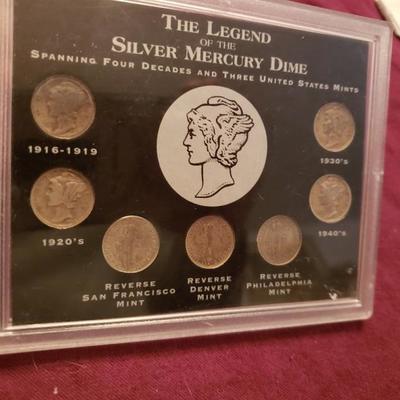 THE LEGEND
OF THE
SILVER MERCURY DIME
SPANNING FOUR DECADES AND THREE UNITED STATES MINTS
1916-1919
1930'S
1920'S
1940'S
REVERSE
SAN FRANCISCO
MINT
REVERSE
DENVER
MINT
REVERSE
PHILADELPHIA
MINT